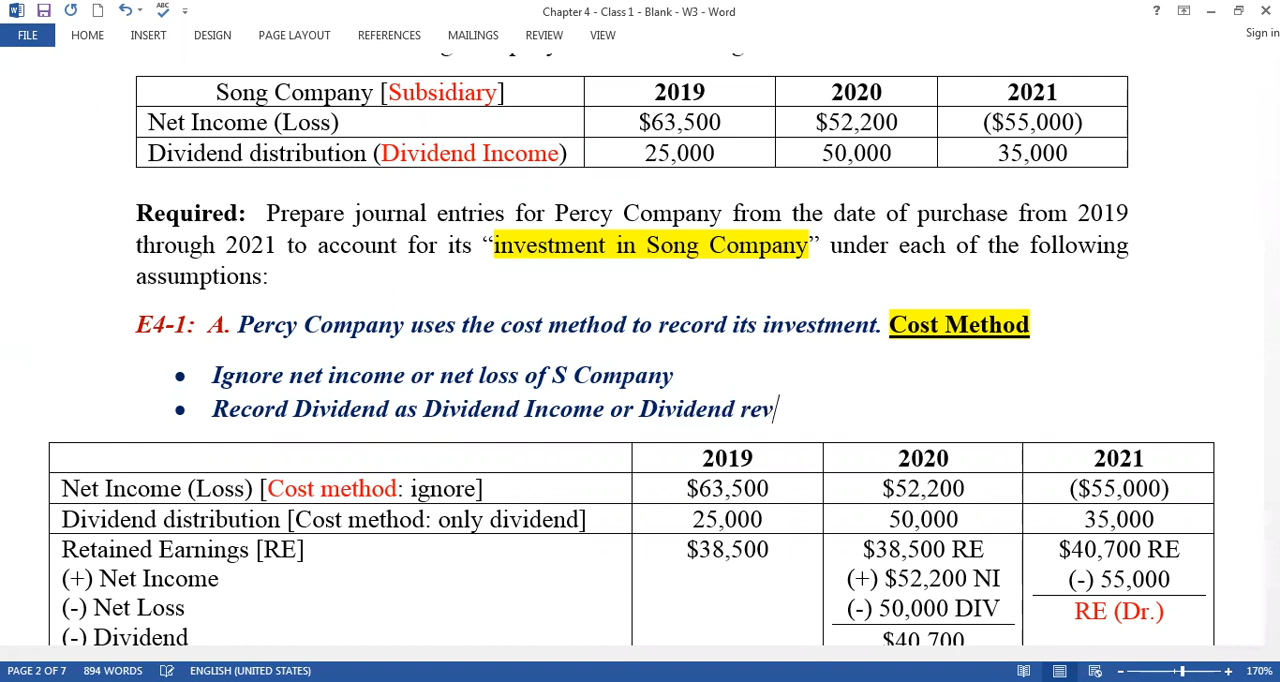 Chapter 4 - Class 1 - Blank - W3 - Word
FILE HOME INSERT DESIGN PAGE LAYOUT REFERENCES MAILINGS REVIEW VIEW Sign in
Song Company [Subsidiary] 2019 2020 2021
Net Income (Loss) $63,500 $52,200 ($55,000)
Dividend distribution (Dividend Income) 25,000 50,000 35,000
Required: Prepare journal entries for Percy Company from the date of purchase from 2019
through 2021 to account for its “investment in Song Company” under each of the following
assumptions:
E4-1: A. Percy Company uses the cost method to record its investment. Cost Method
• Ignore net income or net loss of S Company
• Record Dividend as Dividend Income or Dividend rev
2019 2020 2021
Net Income (Loss) [Cost method: ignore] $63,500 $52,200 ($55,000)
Dividend distribution [Cost method: only dividend] 25,000 50,000 35,000
Retained Earnings [RE] $38,500 $38,500 RE $40,700 RE
(+) Net Income (+) $52,200 NI (-) 55,000
(-) Net Loss (-) 50,000 DIV RE (Dr.)
(-) Dividend $40,700
PAGE 2 OF 7 894 WORDS ENGLISH (UNITED STATES) 170%